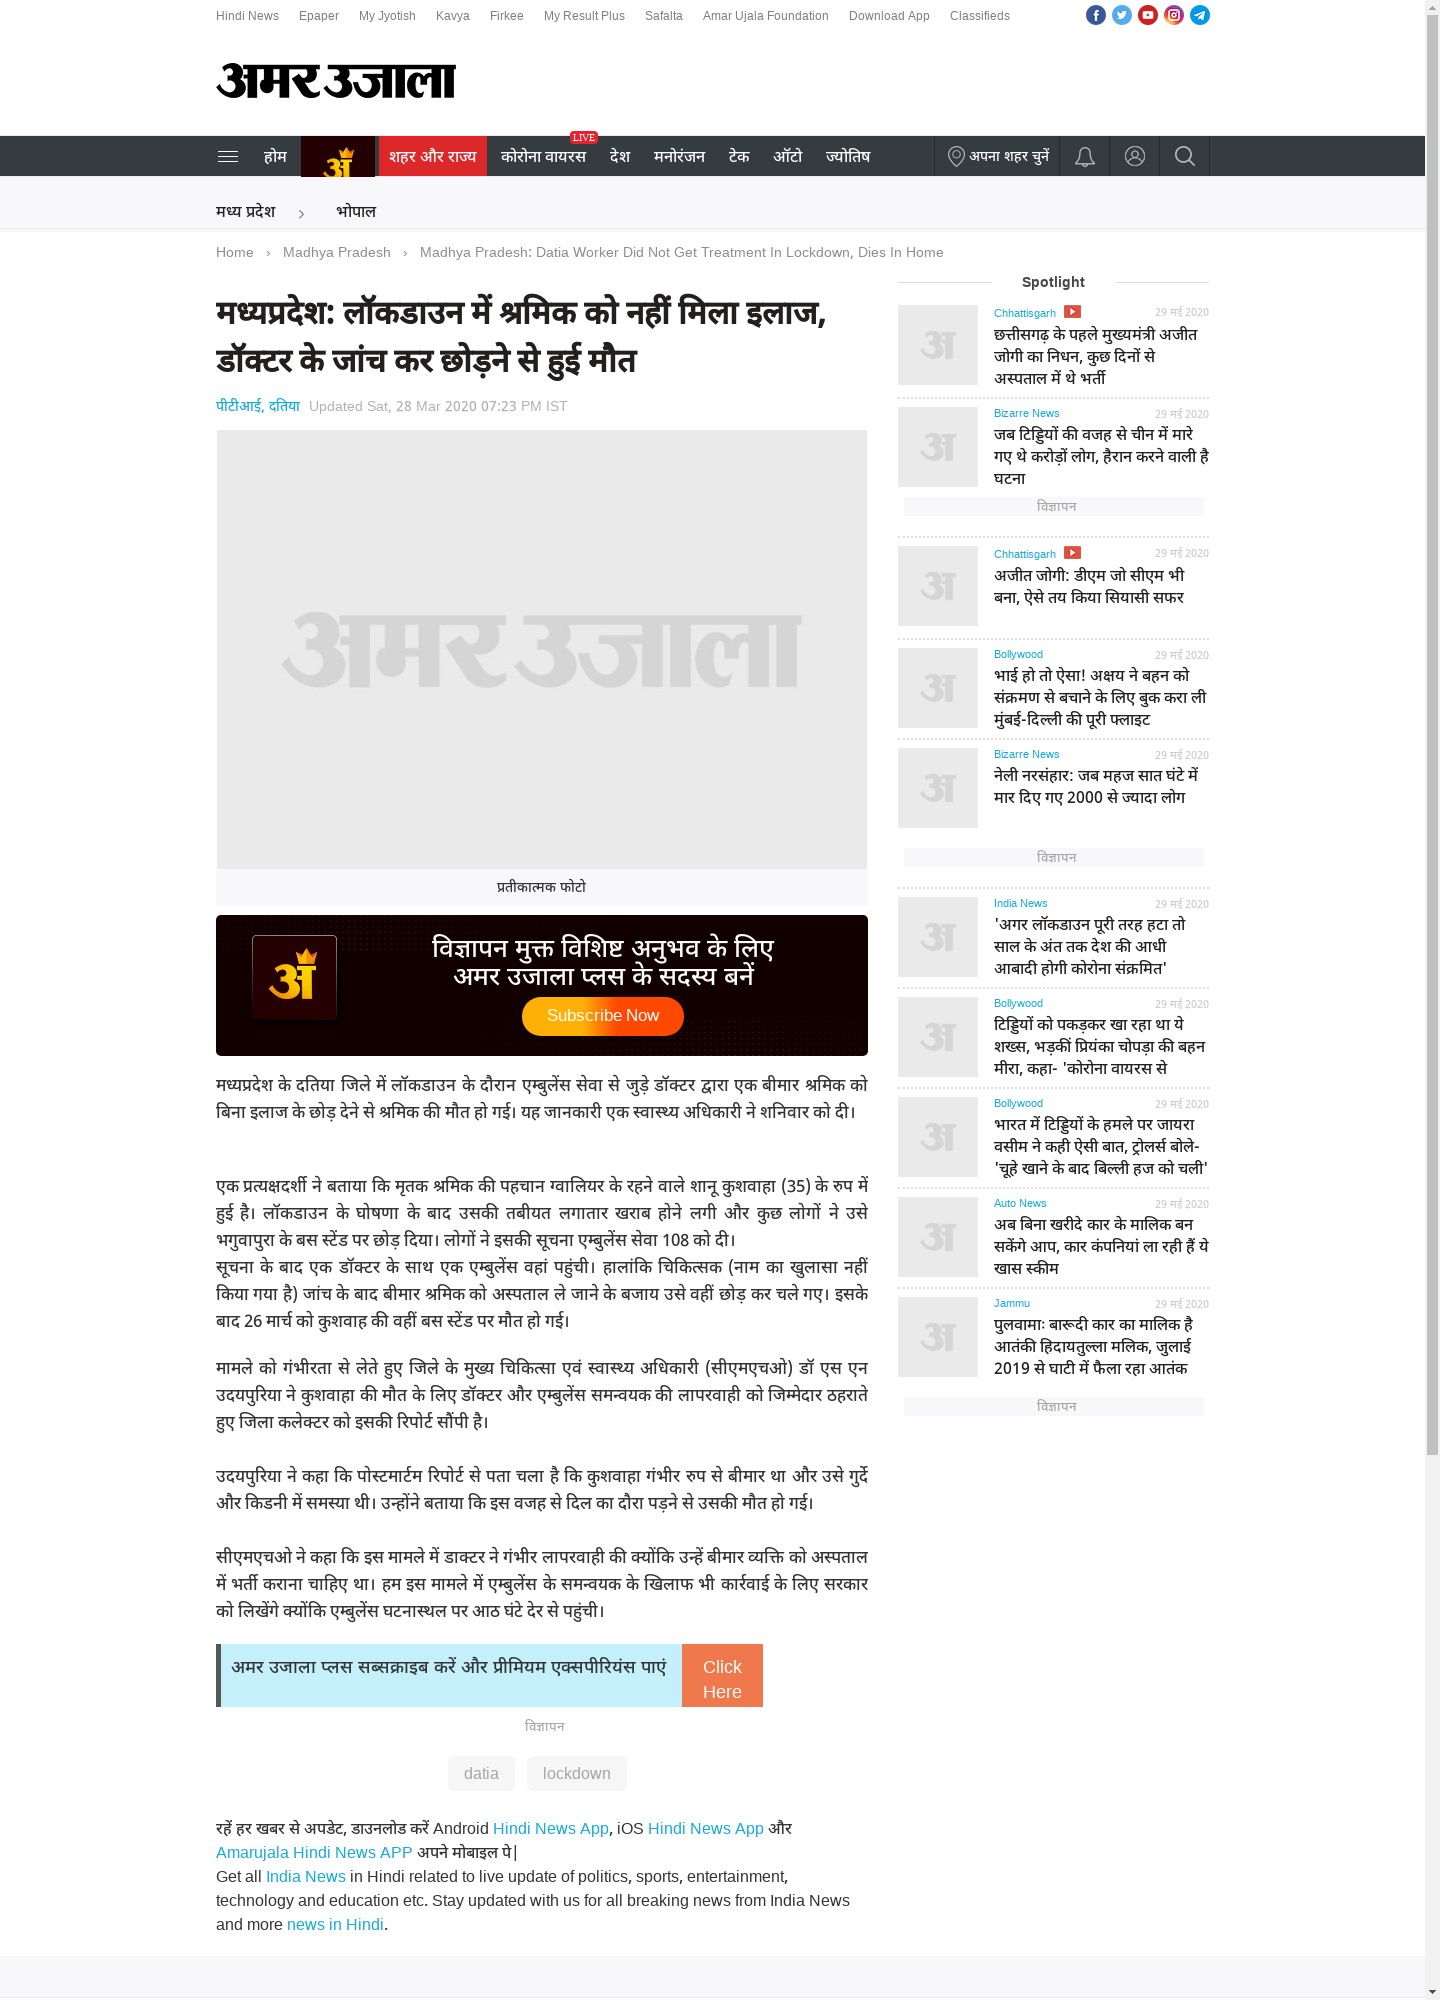 Hindi News Epaper My Jyotish Kavya Firkee My Result Plus Safalta Amar Ujala Foundation Download App Classifieds
अमर उजाला
LIVE
होम अ शहर और राज्य कोरोना वायरस देश मनोरंजन टेक ऑटो ज्योतिष अपना शहर चुनें
मध्य प्रदेश › भोपाल
Home › Madhya Pradesh › Madhya Pradesh: Datia Worker Did Not Get Treatment In Lockdown, Dies In Home
मध्यप्रदेश: लॉकडाउन में श्रमिक को नहीं मिला इलाज,
डॉक्टर के जांच कर छोड़ने से हुई मौत
पीटीआई, दतिया Updated Sat, 28 Mar 2020 07:23 PM IST
अमर उजाला
प्रतीकात्मक फोटो
अ
विज्ञापन मुक्त विशिष्ट अनुभव के लिए
अमर उजाला प्लस के सदस्य बनें
Subscribe Now
मध्यप्रदेश के दतिया जिले में लॉकडाउन के दौरान एम्बुलेंस सेवा से जुड़े डॉक्टर द्वारा एक बीमार श्रमिक को
बिना इलाज के छोड़ देने से श्रमिक की मौत हो गई। यह जानकारी एक स्वास्थ्य अधिकारी ने शनिवार को दी।
एक प्रत्यक्षदर्शी ने बताया कि मृतक श्रमिक की पहचान ग्वालियर के रहने वाले शानू कुशवाहा (35) के रुप में
हुई है। लॉकडाउन के घोषणा के बाद उसकी तबीयत लगातार खराब होने लगी और कुछ लोगों ने उसे
भगुवापुरा के बस स्टेंड पर छोड़ दिया। लोगों ने इसकी सूचना एम्बुलेंस सेवा 108 को दी।
सूचना के बाद एक डॉक्टर के साथ एक एम्बुलेंस वहां पहुंची। हालांकि चिकित्सक (नाम का खुलासा नहीं
किया गया है) जांच के बाद बीमार श्रमिक को अस्पताल ले जाने के बजाय उसे वहीं छोड़ कर चले गए। इसके
बाद 26 मार्च को कुशवाह की वहीं बस स्टेंड पर मौत हो गई।
मामले को गंभीरता से लेते हुए जिले के मुख्य चिकित्सा एवं स्वास्थ्य अधिकारी (सीएमएचओ) डॉ एस एन
उदयपुरिया ने कुशवाहा की मौत के लिए डॉक्टर और एम्बुलेंस समन्वयक की लापरवाही को जिम्मेदार ठहराते
हुए जिला कलेक्टर को इसकी रिपोर्ट सौंपी है।
उदयपुरिया ने कहा कि पोस्टमार्टम रिपोर्ट से पता चला है कि कुशवाहा गंभीर रुप से बीमार था और उसे गुर्दे
और किडनी में समस्या थी। उन्होंने बताया कि इस वजह से दिल का दौरा पड़ने से उसकी मौत हो गई।
सीएमएचओ ने कहा कि इस मामले में डाक्टर ने गंभीर लापरवाही की क्योंकि उन्हें बीमार व्यक्ति को अस्पताल
में भर्ती कराना चाहिए था। हम इस मामले में एम्बुलेंस के समन्वयक के खिलाफ भी कार्रवाई के लिए सरकार
को लिखेंगे क्योंकि एम्बुलेंस घटनास्थल पर आठ घंटे देर से पहुंची।
अमर उजाला प्लस सब्सक्राइब करें और प्रीमियम एक्सपीरियंस पाएं
Click
Here
विज्ञापन
datia lockdown
रहें हर खबर से अपडेट, डाउनलोड करें Android Hindi News App, iOS Hindi News App और
Amarujala Hindi News APP अपने मोबाइल पे|
Get all India News in Hindi related to live update of politics, sports, entertainment,
technology and education etc. Stay updated with us for all breaking news from India News
and more news in Hindi.
Spotlight
अ
Chhattisgarh 29 मई 2020
छत्तीसगढ़ के पहले मुख्यमंत्री अजीत
जोगी का निधन, कुछ दिनों से
अस्पताल में थे भर्ती
अ
Bizarre News 29 मई 2020
जब टिड्डियों की वजह से चीन में मारे
गए थे करोड़ों लोग, हैरान करने वाली है
घटना
विज्ञापन
अ
Chhattisgarh 29 मई 2020
अजीत जोगी: डीएम जो सीएम भी
बना, ऐसे तय किया सियासी सफर
अ
Bollywood 29 मई 2020
भाई हो तो ऐसा! अक्षय ने बहन को
संक्रमण से बचाने के लिए बुक करा ली
मुंबई-दिल्ली की पूरी फ्लाइट
अ
Bizarre News 29 मई 2020
नेली नरसंहार: जब महज सात घंटे में
मार दिए गए 2000 से ज्यादा लोग
विज्ञापन
अ
India News 29 मई 2020
'अगर लॉकडाउन पूरी तरह हटा तो
साल के अंत तक देश की आधी
आबादी होगी कोरोना संक्रमित'
अ
Bollywood 29 मई 2020
टिड्डियों को पकड़कर खा रहा था ये
शख्स, भड़कीं प्रियंका चोपड़ा की बहन
मीरा, कहा- 'कोरोना वायरस से
अ
Bollywood 29 मई 2020
भारत में टिड्डियों के हमले पर जायरा
वसीम ने कही ऐसी बात, ट्रोलर्स बोले-
'चूहे खाने के बाद बिल्ली हज को चली'
अ
Auto News 29 मई 2020
अब बिना खरीदे कार के मालिक बन
सकेंगे आप, कार कंपनियां ला रही हैं ये
खास स्कीम
अ
Jammu 29 मई 2020
पुलवामाः बारूदी कार का मालिक है
आतंकी हिदायतुल्ला मलिक, जुलाई
2019 से घाटी में फैला रहा आतंक
विज्ञापन